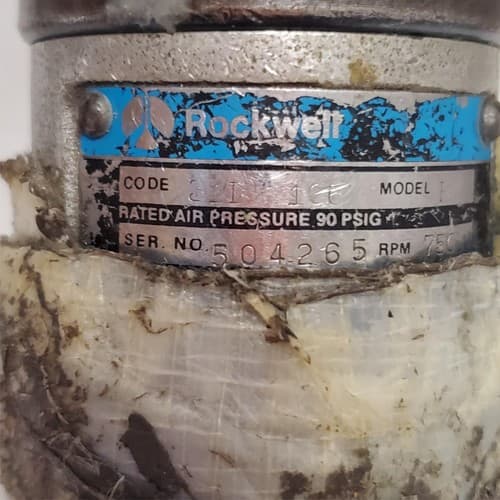 Rockwell
CODE MODEL
RATED AIR PRESSURE 90 PSIG
SER. NO. 504265 RPM